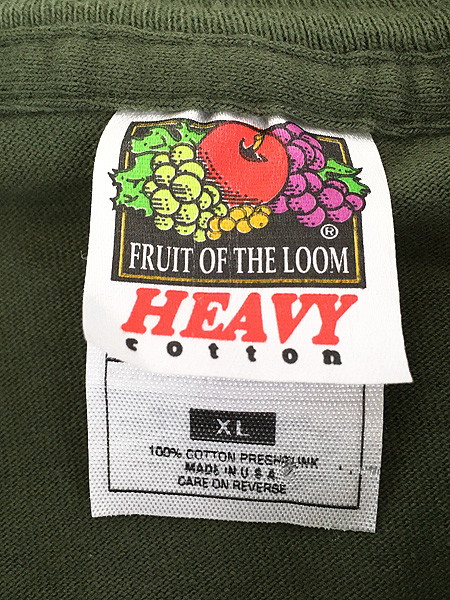 ®
FRUIT OF THE LOOM
HEAVY
cotton
XL
100% COTTON PRESHRUNK
MADE IN U S A
CARE ON REVERSE